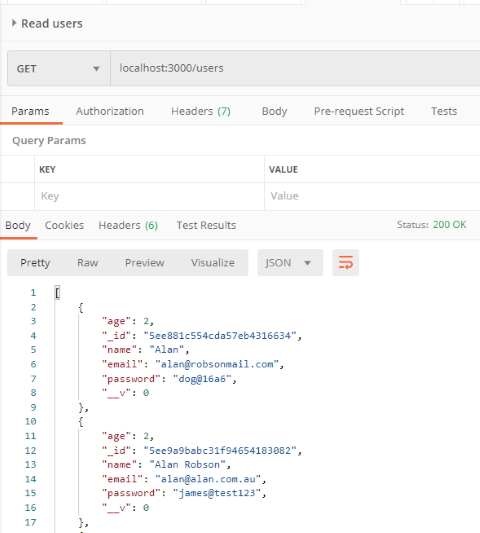 Read users
GET localhost:3000/users
Params Authorization Headers (7) Body Pre-request Script Tests
Query Params
KEY VALUE
Key Value
Body Cookies Headers (6) Test Results Status: 200 OK
Pretty Raw Preview Visualize JSON
1 [
2 {
3 "age": 2,
4 "_id": "5ee881c554cda57eb4316634",
5 "name": "Alan",
6 "email": "alan@robsonmail.com",
7 "password": "dog@16a6",
8 "__v": 0
9 },
10 {
11 "age": 2,
12 "_id": "5ee9a9babc31f94654183082",
13 "name": "Alan Robson",
14 "email": "alan@alan.com.au",
15 "password": "james@test123",
16 "__v": 0
17 },